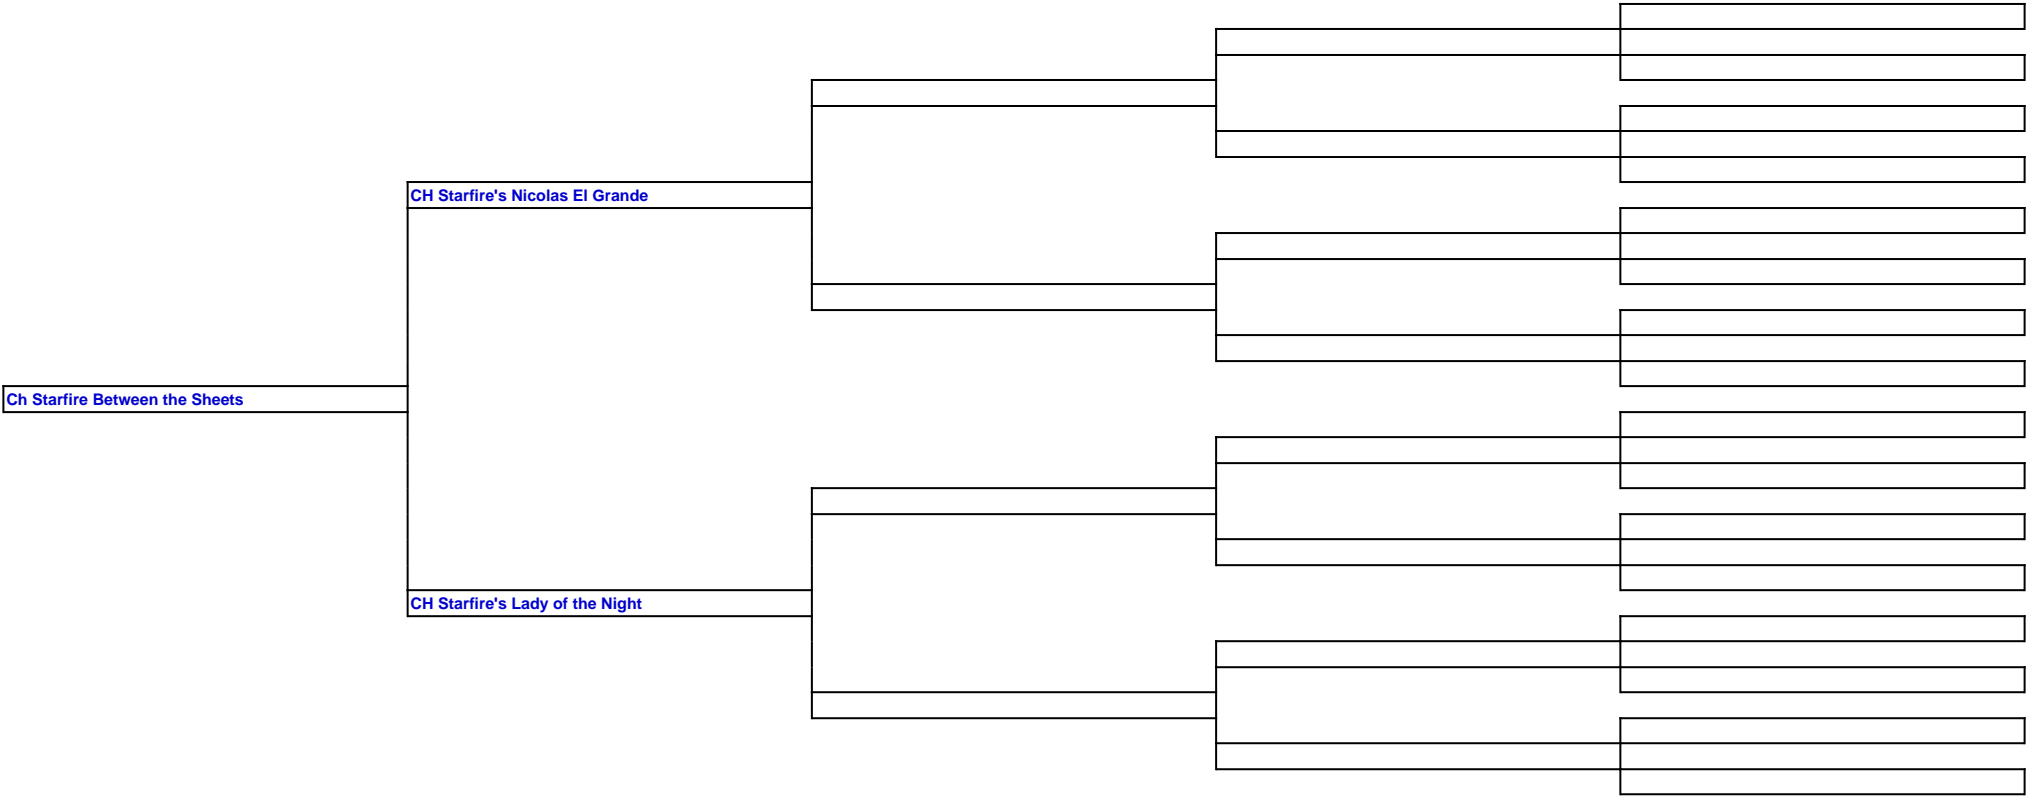 CH Starfire's Nicolas El Grande
Ch Starfire Between the Sheets
CH Starfire's Lady of the Night